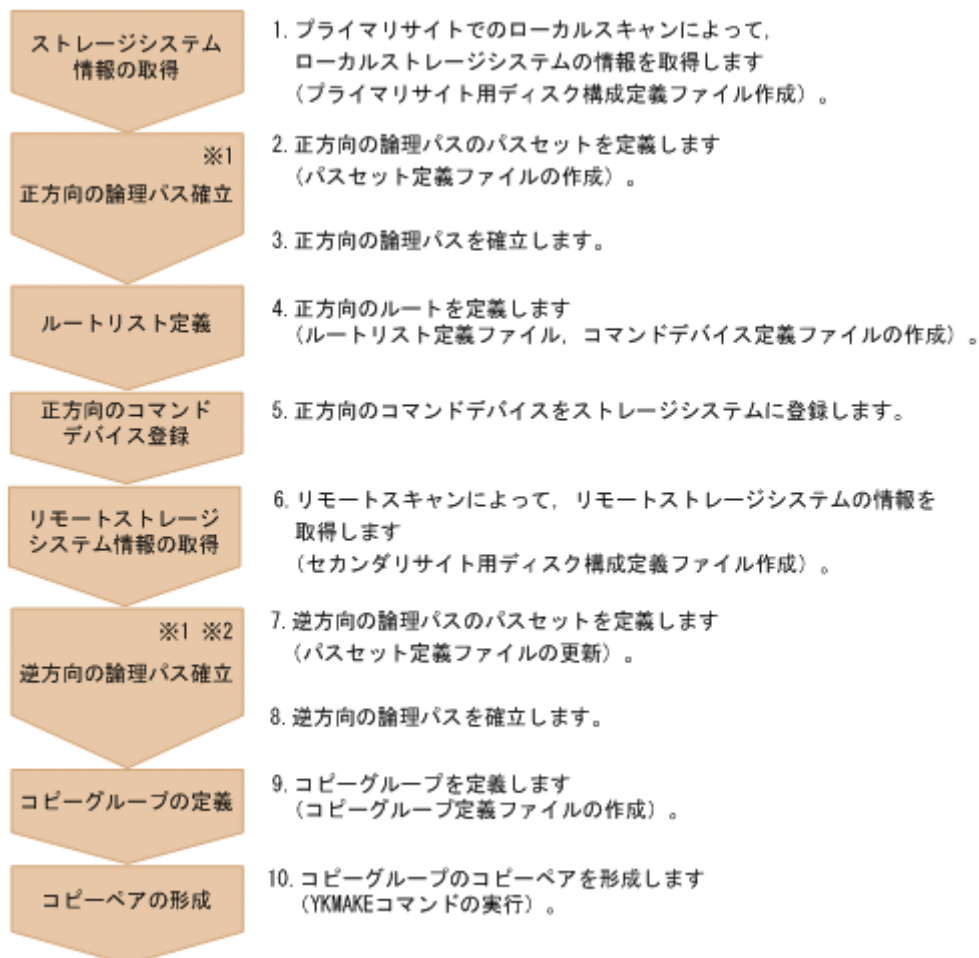 ストレージシステム
情報の取得
1. プライマリサイトでのローカルスキャンによって,
ローカルストレージシステムの情報を取得します
（プライマリサイト用ディスク構成定義ファイル作成）。
※1
正方向の論理パス確立
2. 正方向の論理パスのパスセットを定義します
（パスセット定義ファイルの作成）。
3. 正方向の論理パスを確立します。
ルートリスト定義
4. 正方向のルートを定義します
（ルートリスト定義ファイル, コマンドデバイス定義ファイルの作成）。
正方向のコマンド
デバイス登録
5. 正方向のコマンドデバイスをストレージシステムに登録します。
リモートストレージ
システム情報の取得
6. リモートスキャンによって, リモートストレージシステムの情報を
取得します
（セカンダリサイト用ディスク構成定義ファイル作成）。
※1 ※2
逆方向の論理パス確立
7. 逆方向の論理パスのパスセットを定義します
（パスセット定義ファイルの更新）。
8. 逆方向の論理パスを確立します。
コピーグループの定義
9. コピーグループを定義します
（コピーグループ定義ファイルの作成）。
コピーペアの形成
10. コピーグループのコピーペアを形成します
（YKMAKEコマンドの実行）。